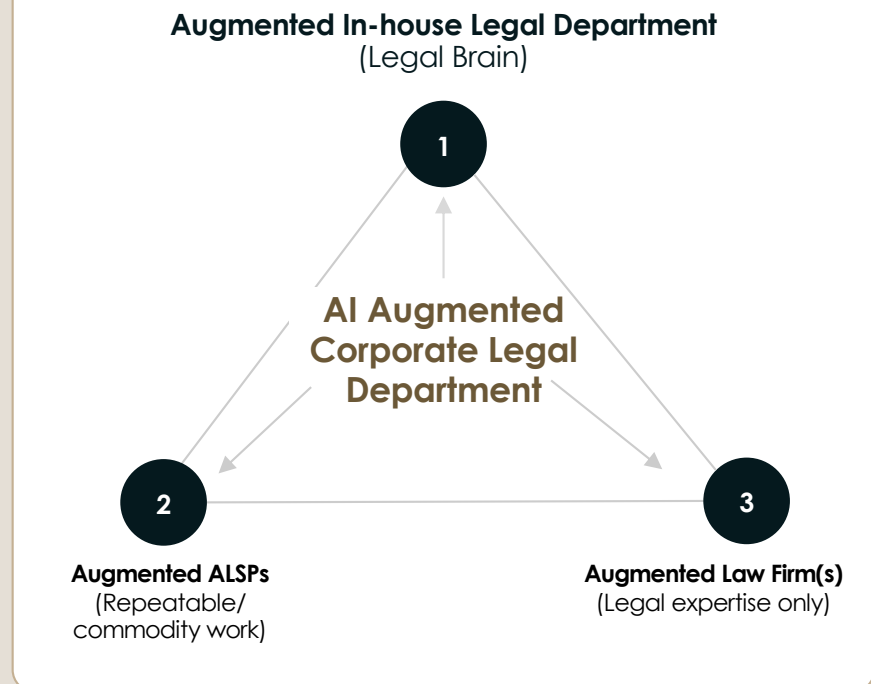 Augmented In-house Legal Department
(Legal Brain)
1
AI Augmented
Corporate Legal
Department
2
3
Augmented ALSPs
(Repeatable/
commodity work)
Augmented Law Firm(s)
(Legal expertise only)